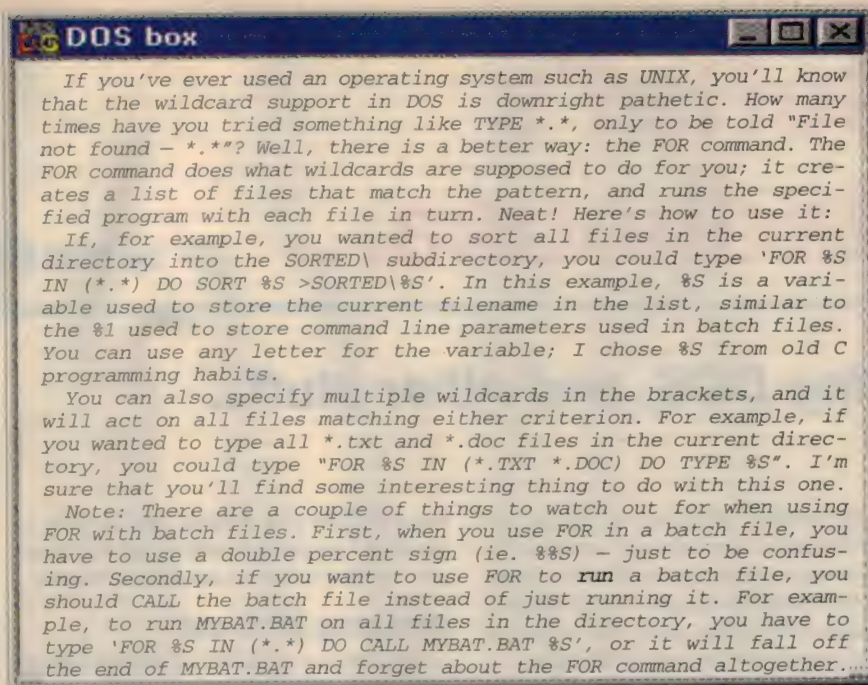 DOS box
If you've ever used an operating system such as UNIX, you'll know
that the wildcard support in DOS is downright pathetic. How many
times have you tried something like TYPE *.*, only to be told "File
not found — *.*"? Well, there is a better way: the FOR command. The
FOR command does what wildcards are supposed to do for you; it cre-
ates a list of files that match the pattern, and runs the speci-
fied program with each file in turn. Neat! Here's how to use it:
If, for example, you wanted to sort all files in the current
directory into the SORTED\ subdirectory, you could type 'FOR %S
IN (*.*) DO SORT %S >SORTED\%S'. In this example, %S is a vari-
able used to store the current filename in the list, similar to
the %1 used to store command line parameters used in batch files.
You can use any letter for the variable; I chose %S from old C
programming habits.
You can also specify multiple wildcards in the brackets, and it
will act on all files matching either criterion. For example, if
you wanted to type all *.txt and *.doc files in the current direc-
tory, you could type "FOR %S IN (*.TXT *.DOC) DO TYPE %S". I'm
sure that you'll find some interesting thing to do with this one.
Note: There are a couple of things to watch out for when using
FOR with batch files. First, when you use FOR in a batch file, you
have to use a double percent sign (ie. %%S) — just to be confus-
ing. Secondly, if you want to use FOR to run a batch file, you
should CALL the batch file instead of just running it. For exam-
ple, to run MYBAT.BAT on all files in the directory, you have to
type 'FOR %S IN (*.*) DO CALL MYBAT.BAT %S', or it will fall off
the end of MYBAT.BAT and forget about the FOR command altogether.